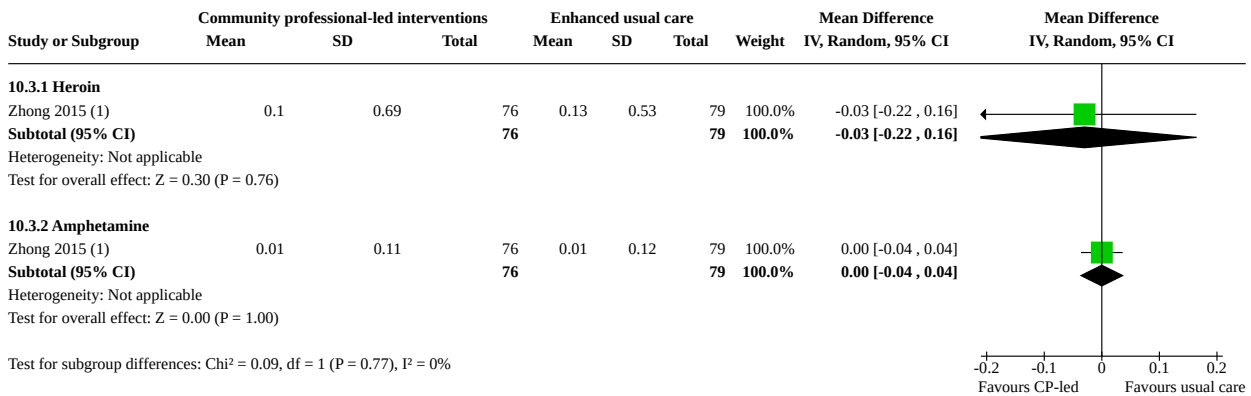 Community professional-led interventions Enhanced usual care Mean Difference Mean Difference
Study or Subgroup Mean SD Total Mean SD Total Weight IV, Random, 95% CI IV, Random, 95% CI
10.3.1 Heroin
Zhong 2015 (1) 0.1 0.69 76 0.13 0.53 79 100.0% -0.03 [-0.22 , 0.16]
Subtotal (95% CI) 76 79 100.0% -0.03 [-0.22 , 0.16]
Heterogeneity: Not applicable
Test for overall effect: Z = 0.30 (P = 0.76)
10.3.2 Amphetamine
Zhong 2015 (1) 0.01 0.11 76 0.01 0.12 79 100.0% 0.00 [-0.04 , 0.04]
Subtotal (95% CI) 76 79 100.0% 0.00 [-0.04 , 0.04]
Heterogeneity: Not applicable
Test for overall effect: Z = 0.00 (P = 1.00)
Test for subgroup differences: Chi² = 0.09, df = 1 (P = 0.77), I² = 0%
-0.2 -0.1 0 0.1 0.2
Favours CP-led Favours usual care